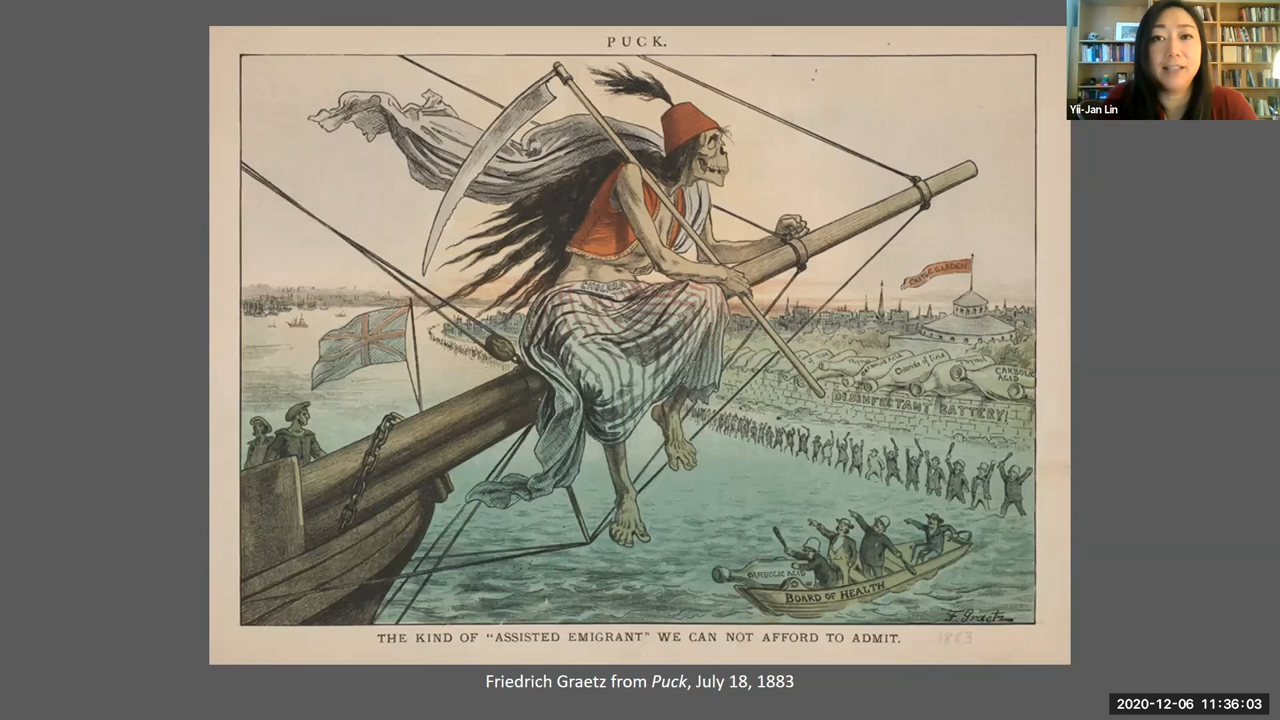 PUCK.
Yii-Jan Lin
CHOLERA
CASTLE GARDEN
Chloride of Lime
CARBOLIC
ACID
DISINFECTANT BATTERY
CARBOLIC ACID
BOARD OF HEALTH
F. Graetz
THE KIND OF "ASSISTED EMIGRANT" WE CAN NOT AFFORD TO ADMIT.
1883
Friedrich Graetz from Puck, July 18, 1883
2020-12-06 11:36:03